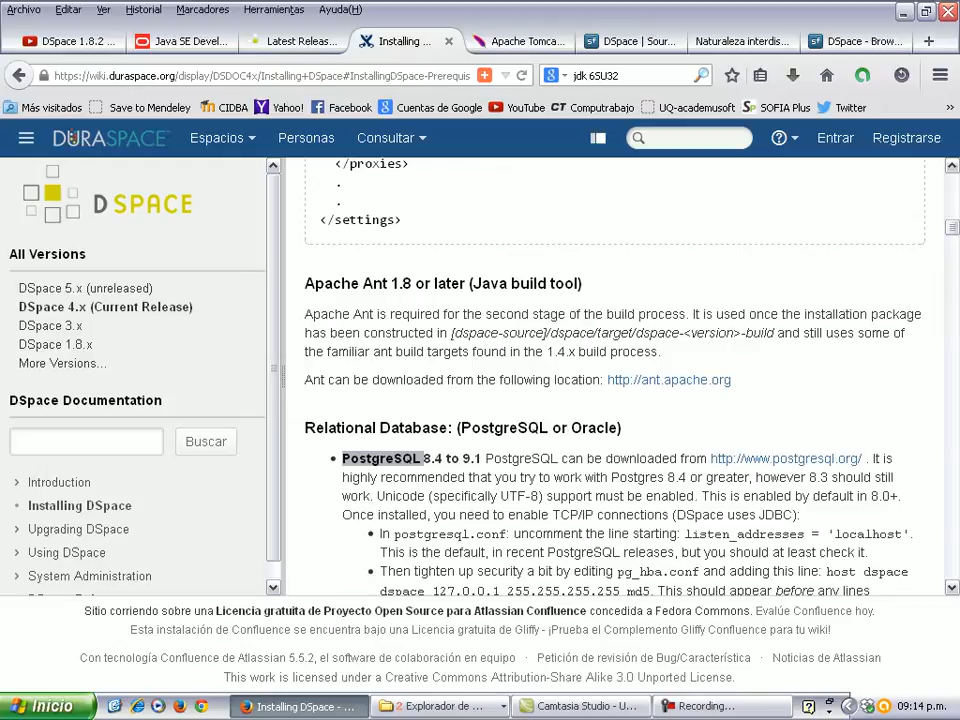 Archivo Editar Ver Historial Marcadores Herramientas Ayuda(H)
DSpace 1.8.2 ... Java SE Devel... Latest Releas... Installing ... Apache Tomca... DSpace | Sour... Naturaleza interdis... DSpace - Brow...
https://wiki.duraspace.org/display/DSDOC4x/Installing+DSpace#InstallingDSpace-Prerequis jdk 6SU32
Más visitados Save to Mendeley CIDBA Yahoo! Facebook Cuentas de Google YouTube CT Computrabajo UQ-academusoft SOFIA Plus Twitter
DURASPACE Espacios Personas Consultar Entrar Registrarse
DSPACE
All Versions
DSpace 5.x (unreleased)
DSpace 4.x (Current Release)
DSpace 3.x
DSpace 1.8.x
More Versions...
DSpace Documentation
Buscar
Introduction
Installing DSpace
Upgrading DSpace
Using DSpace
System Administration
</proxies>
.
.
</settings>
Apache Ant 1.8 or later (Java build tool)
Apache Ant is required for the second stage of the build process. It is used once the installation package
has been constructed in [dspace-source]/dspace/target/dspace-<version>-build and still uses some of
the familiar ant build targets found in the 1.4.x build process.
Ant can be downloaded from the following location: http://ant.apache.org
Relational Database: (PostgreSQL or Oracle)
PostgreSQL 8.4 to 9.1 PostgreSQL can be downloaded from http://www.postgresql.org/ . It is
highly recommended that you try to work with Postgres 8.4 or greater, however 8.3 should still
work. Unicode (specifically UTF-8) support must be enabled. This is enabled by default in 8.0+.
Once installed, you need to enable TCP/IP connections (DSpace uses JDBC):
In postgresql.conf: uncomment the line starting: listen_addresses = 'localhost'.
This is the default, in recent PostgreSQL releases, but you should at least check it.
Then tighten up security a bit by editing pg_hba.conf and adding this line: host dspace
dspace 127.0.0.1 255.255.255.255 md5. This should appear before any lines
Sitio corriendo sobre una Licencia gratuita de Proyecto Open Source para Atlassian Confluence concedida a Fedora Commons. Evalúe Confluence hoy.
Esta instalación de Confluence se encuentra bajo una Licencia gratuita de Gliffy - ¡Prueba el Complemento Gliffy Confluence para tu wiki!
Con tecnología Confluence de Atlassian 5.5.2, el software de colaboración en equipo · Petición de revisión de Bug/Característica · Noticias de Atlassian
This work is licensed under a Creative Commons Attribution-Share Alike 3.0 Unported License.
Inicio Installing DSpace - ... 2 Explorador de ... Camtasia Studio - U... Recording... 09:14 p.m.